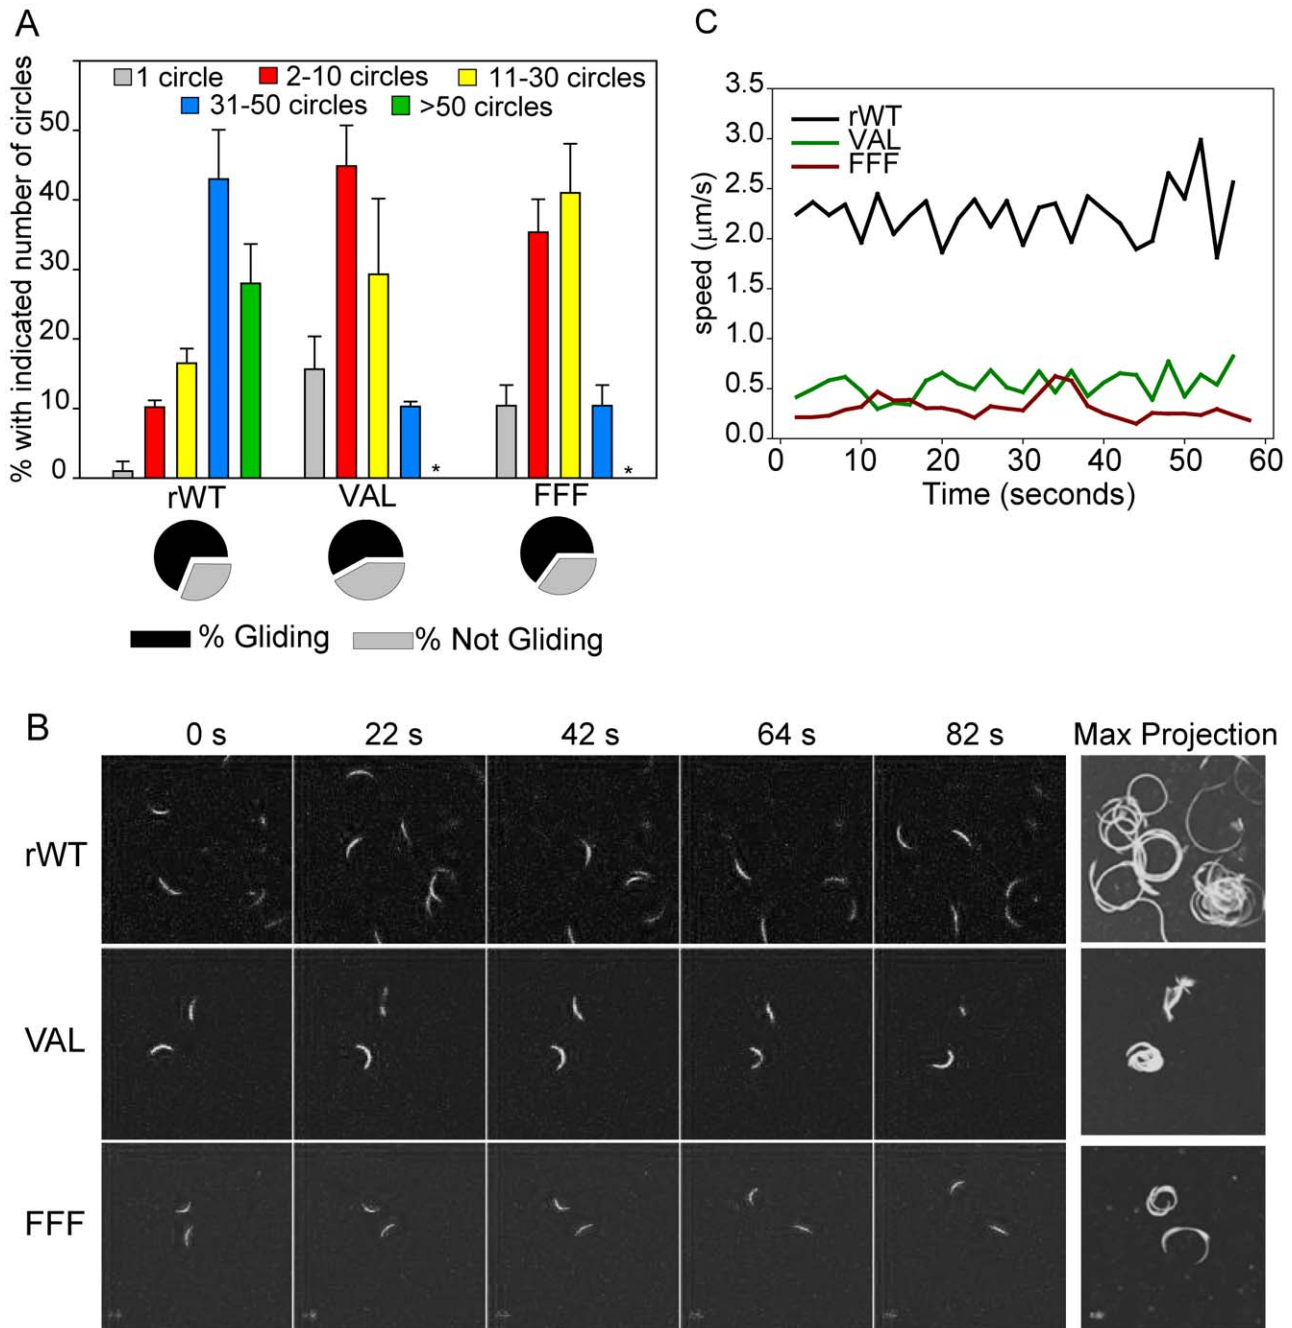 A
% with indicated number of circles
1 circle 2-10 circles 11-30 circles
31-50 circles >50 circles
50
40
30
20
10
0
* *
rWT VAL FFF
% Gliding % Not Gliding
C
speed (μm/s)
3.5
3.0
2.5
2.0
1.5
1.0
0.5
0.0
rWT
VAL
FFF
0 10 20 30 40 50 60
Time (seconds)
B
0 s 22 s 42 s 64 s 82 s Max Projection
rWT
VAL
FFF